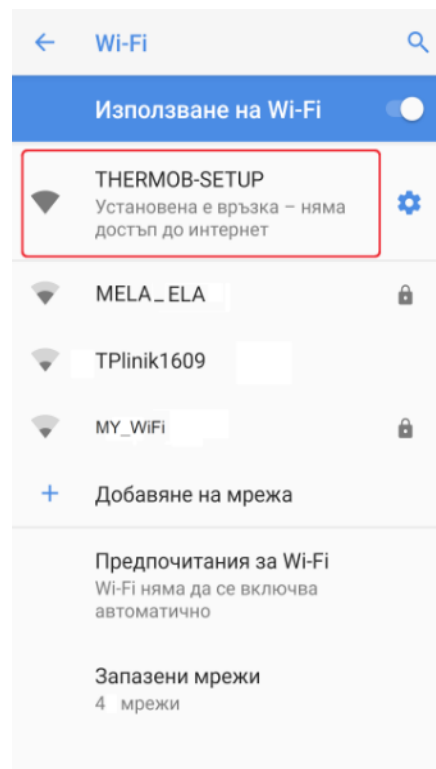 Wi-Fi
Използване на Wi-Fi
THERMOB-SETUP
Установена е връзка – няма
достъп до интернет
MELA_ELA
TPlinik1609
MY_WiFi
Добавяне на мрежа
Предпочитания за Wi-Fi
Wi-Fi няма да се включва
автоматично
Запазени мрежи
4 мрежи